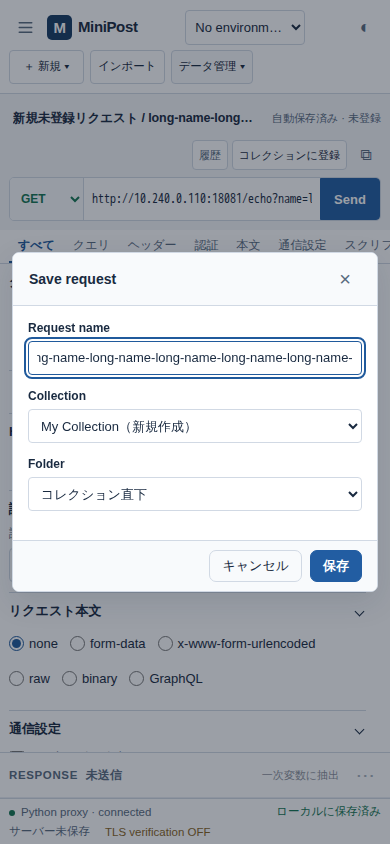 M MiniPost No environm…
＋ 新規 ▾ インポート データ管理 ▾
新規未登録リクエスト / long-name-long… 自動保存済み · 未登録
履歴 コレクションに登録
GET http://10.240.0.110:18081/echo?name=l Send
すべて クエリ ヘッダー 認証 本文 通信設定 スクリプ
Save request ×
Request name
ng-name-long-name-long-name-long-name-long-name-
Collection
My Collection（新規作成）
Folder
コレクション直下
キャンセル 保存
リクエスト本文
none form-data x-www-form-urlencoded
raw binary GraphQL
通信設定
RESPONSE 未送信 一次変数に抽出 ···
Python proxy · connected ローカルに保存済み
サーバー未保存 TLS verification OFF